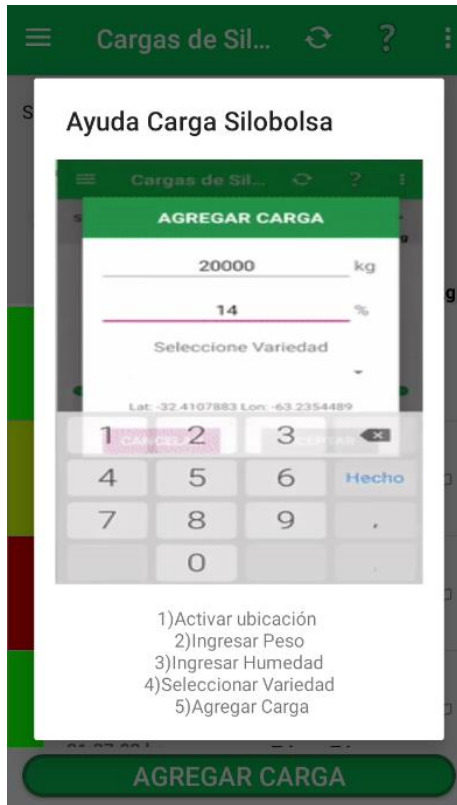 Cargas de Sil... ?
Ayuda Carga Silobolsa
Cargas de Sil... ?
AGREGAR CARGA
20000 kg
14 %
Seleccione Variedad
Lat: -32.4107883 Lon: -63.2354489
1 2 3
4 5 6 Hecho
7 8 9 ,
0 .
1)Activar ubicación
2)Ingresar Peso
3)Ingresar Humedad
4)Seleccionar Variedad
5)Agregar Carga
AGREGAR CARGA